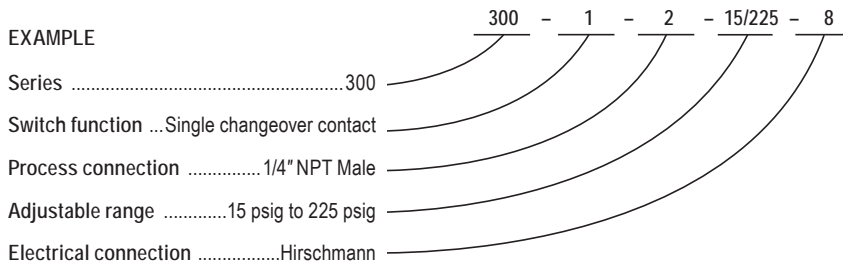 300 – 1 – 2 – 15/225 – 8
EXAMPLE
Series ..........................................................300
Switch function ...Single changeover contact
Process connection ...............1/4″ NPT Male
Adjustable range .............15 psig to 225 psig
Electrical connection .................Hirschmann